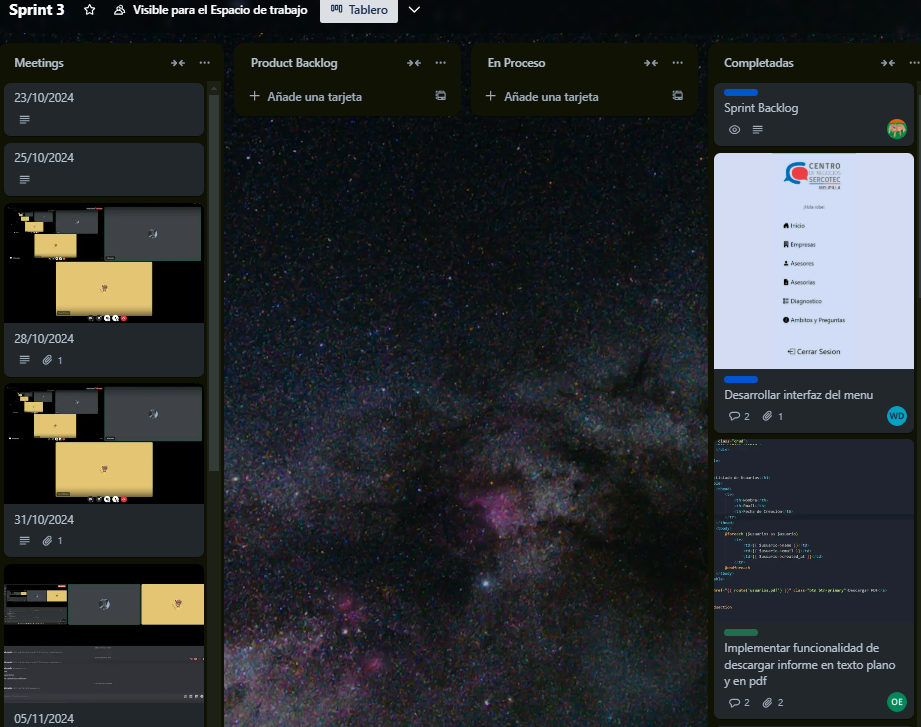 Sprint 3
Visible para el Espacio de trabajo
Tablero
Meetings
23/10/2024
25/10/2024
28/10/2024
1
31/10/2024
1
05/11/2024
Product Backlog
Añade una tarjeta
En Proceso
Añade una tarjeta
Completadas
Sprint Backlog
CENTRO
SERCOTEC
MELIPILLA
Inicio
Empresas
Asesores
Asesorias
Diagnostico
Ambitos y Preguntas
Cerrar Sesion
Desarrollar interfaz del menu
2
1
WD
Implementar funcionalidad de
descargar informe en texto plano
y en pdf
2
2
OE